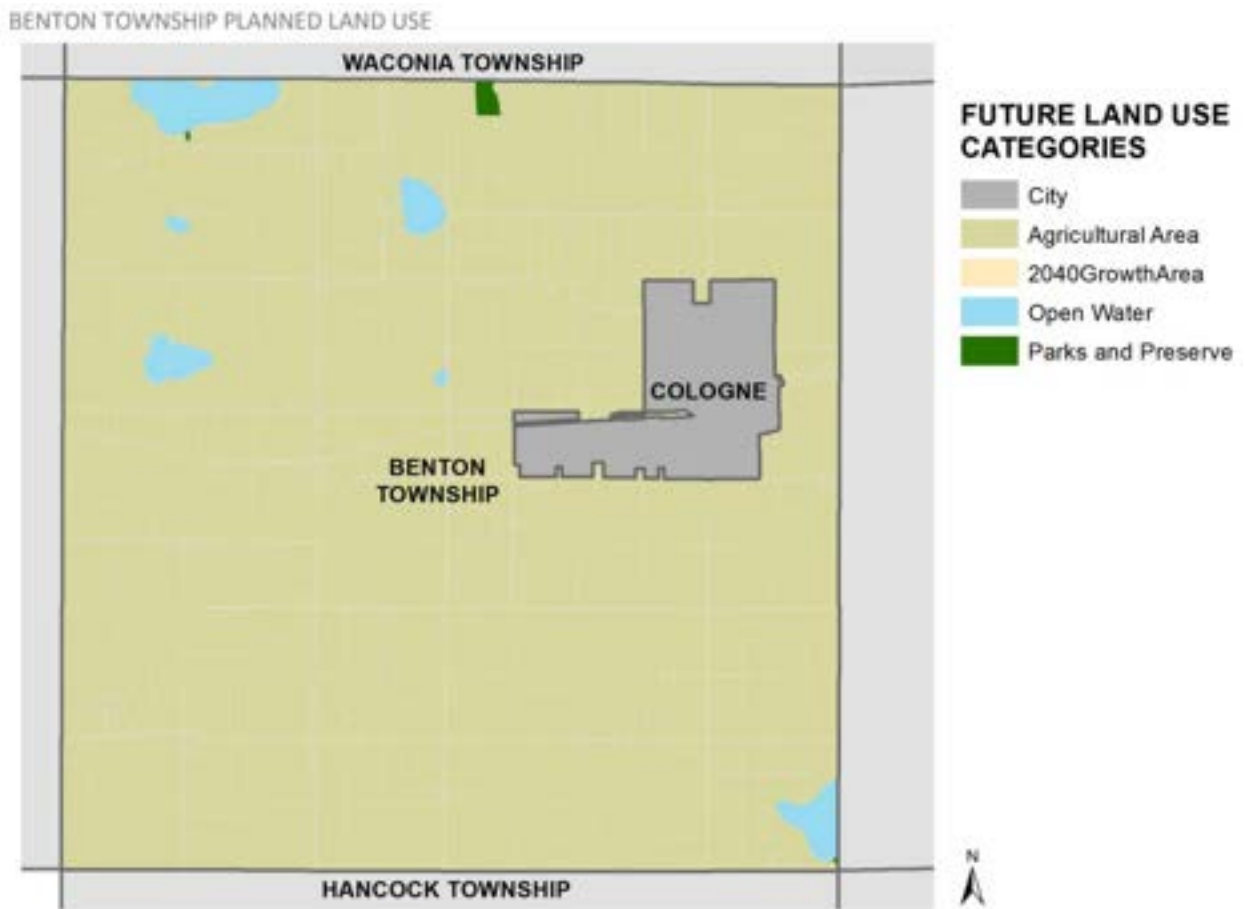 BENTON TOWNSHIP PLANNED LAND USE
WACONIA TOWNSHIP
COLOGNE
BENTON
TOWNSHIP
HANCOCK TOWNSHIP
FUTURE LAND USE
CATEGORIES
City
Agricultural Area
2040GrowthArea
Open Water
Parks and Preserve
N